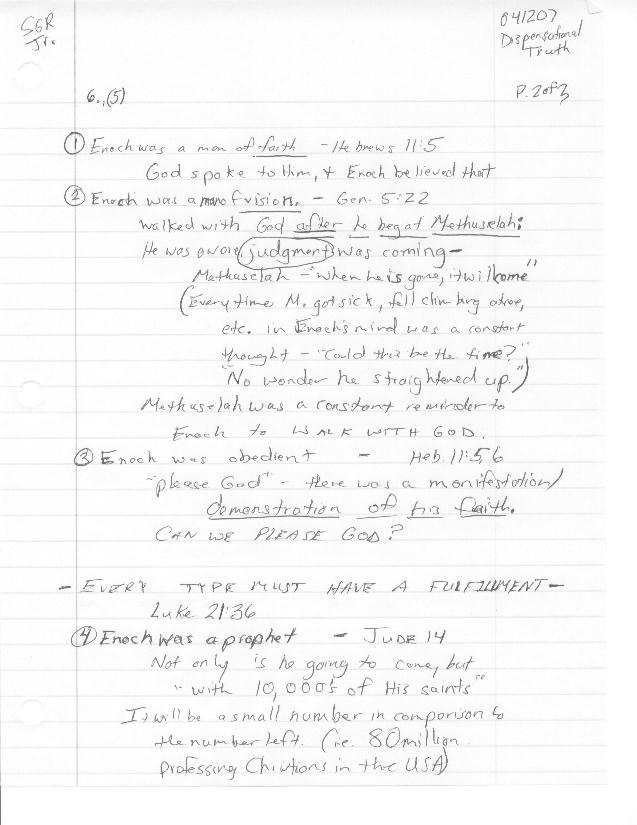 SGR
Jr.
041207
Dispensational
Truth
6.,(5)
P. 2 of 3
① Enoch was a man of faith - Hebrews 11:5
God spoke to him, & Enoch believed that
② Enoch was a man of vision. - Gen. 5:22
walked with God after he begat Methuselah:
He was aware judgment was coming-
Methuselah - "When he is gone, it will come"
(Every time M. got sick, fell climbing a tree,
etc. in Enoch's mind was a constant
thought - "Could this be the time?"
"No wonder he straightened up.")
Methuselah was a constant reminder to
Enoch to WALK WITH GOD.
③ Enoch was obedient - Heb. 11:5,6
"please God" - there was a manifestation/
demonstration of his faith.
CAN WE PLEASE GOD?
- EVERY TYPE MUST HAVE A FULFILLMENT -
Luke 21:36
④ Enoch was a prophet - JUDE 14
Not only is he going to come, but
"with 10,000's of His saints"
It will be a small number in comparison to
the number left. (ie. 80 million
professing Christians in the USA)